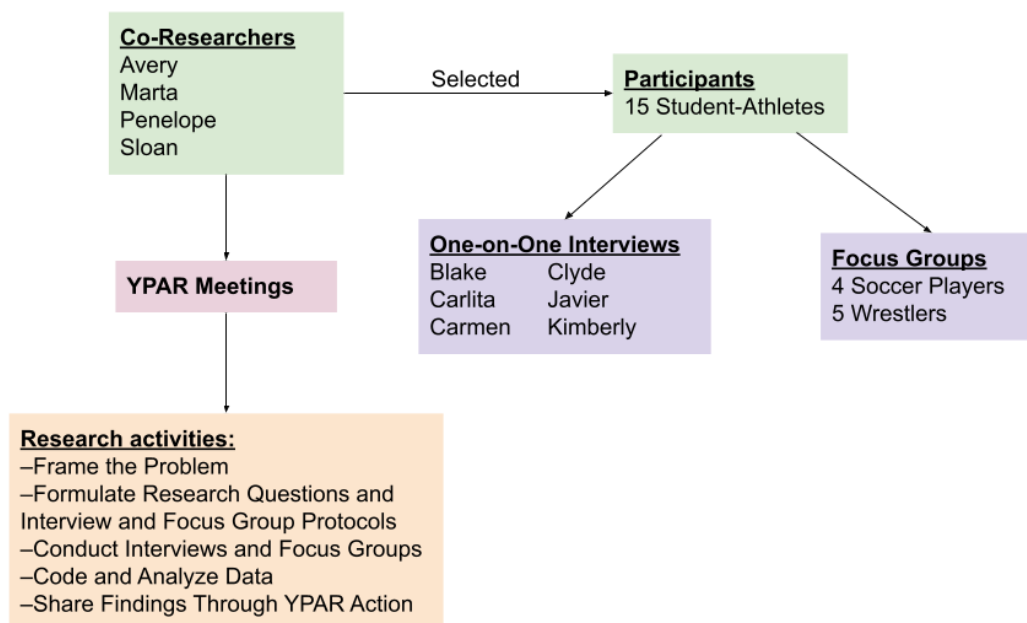 Co-Researchers
Avery
Marta
Penelope
Sloan
Selected
Participants
15 Student-Athletes
One-on-One Interviews
Blake Clyde
Carlita Javier
Carmen Kimberly
Focus Groups
4 Soccer Players
5 Wrestlers
YPAR Meetings
Research activities:
–Frame the Problem
–Formulate Research Questions and
Interview and Focus Group Protocols
–Conduct Interviews and Focus Groups
–Code and Analyze Data
–Share Findings Through YPAR Action